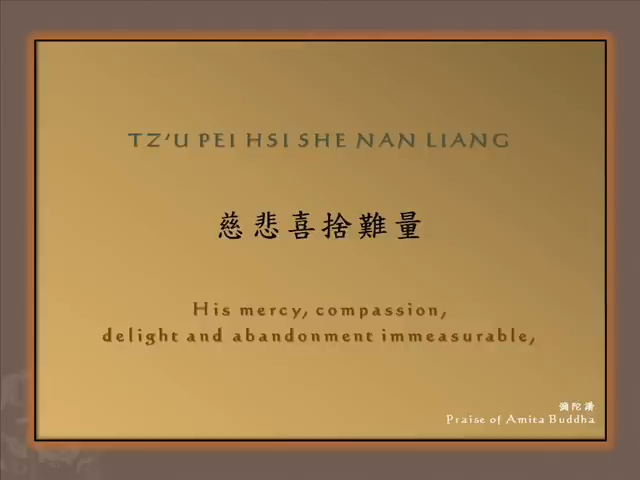 TZ'U PEI HSI SHE NAN LIANG
慈悲喜捨難量
His mercy, compassion,
delight and abandonment immeasurable,
彌陀讚
Praise of Amita Buddha